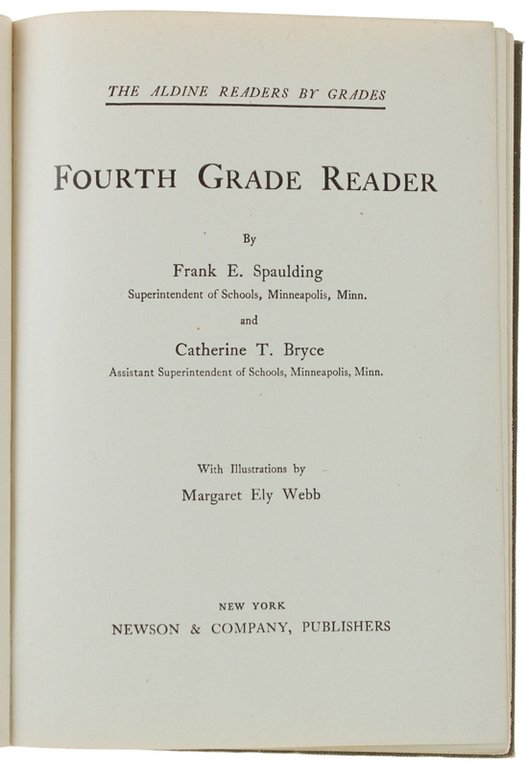 THE ALDINE READERS BY GRADES
FOURTH GRADE READER
By
Frank E. Spaulding
Superintendent of Schools, Minneapolis, Minn.
and
Catherine T. Bryce
Assistant Superintendent of Schools, Minneapolis, Minn.
With Illustrations by
Margaret Ely Webb
NEW YORK
NEWSON & COMPANY, PUBLISHERS